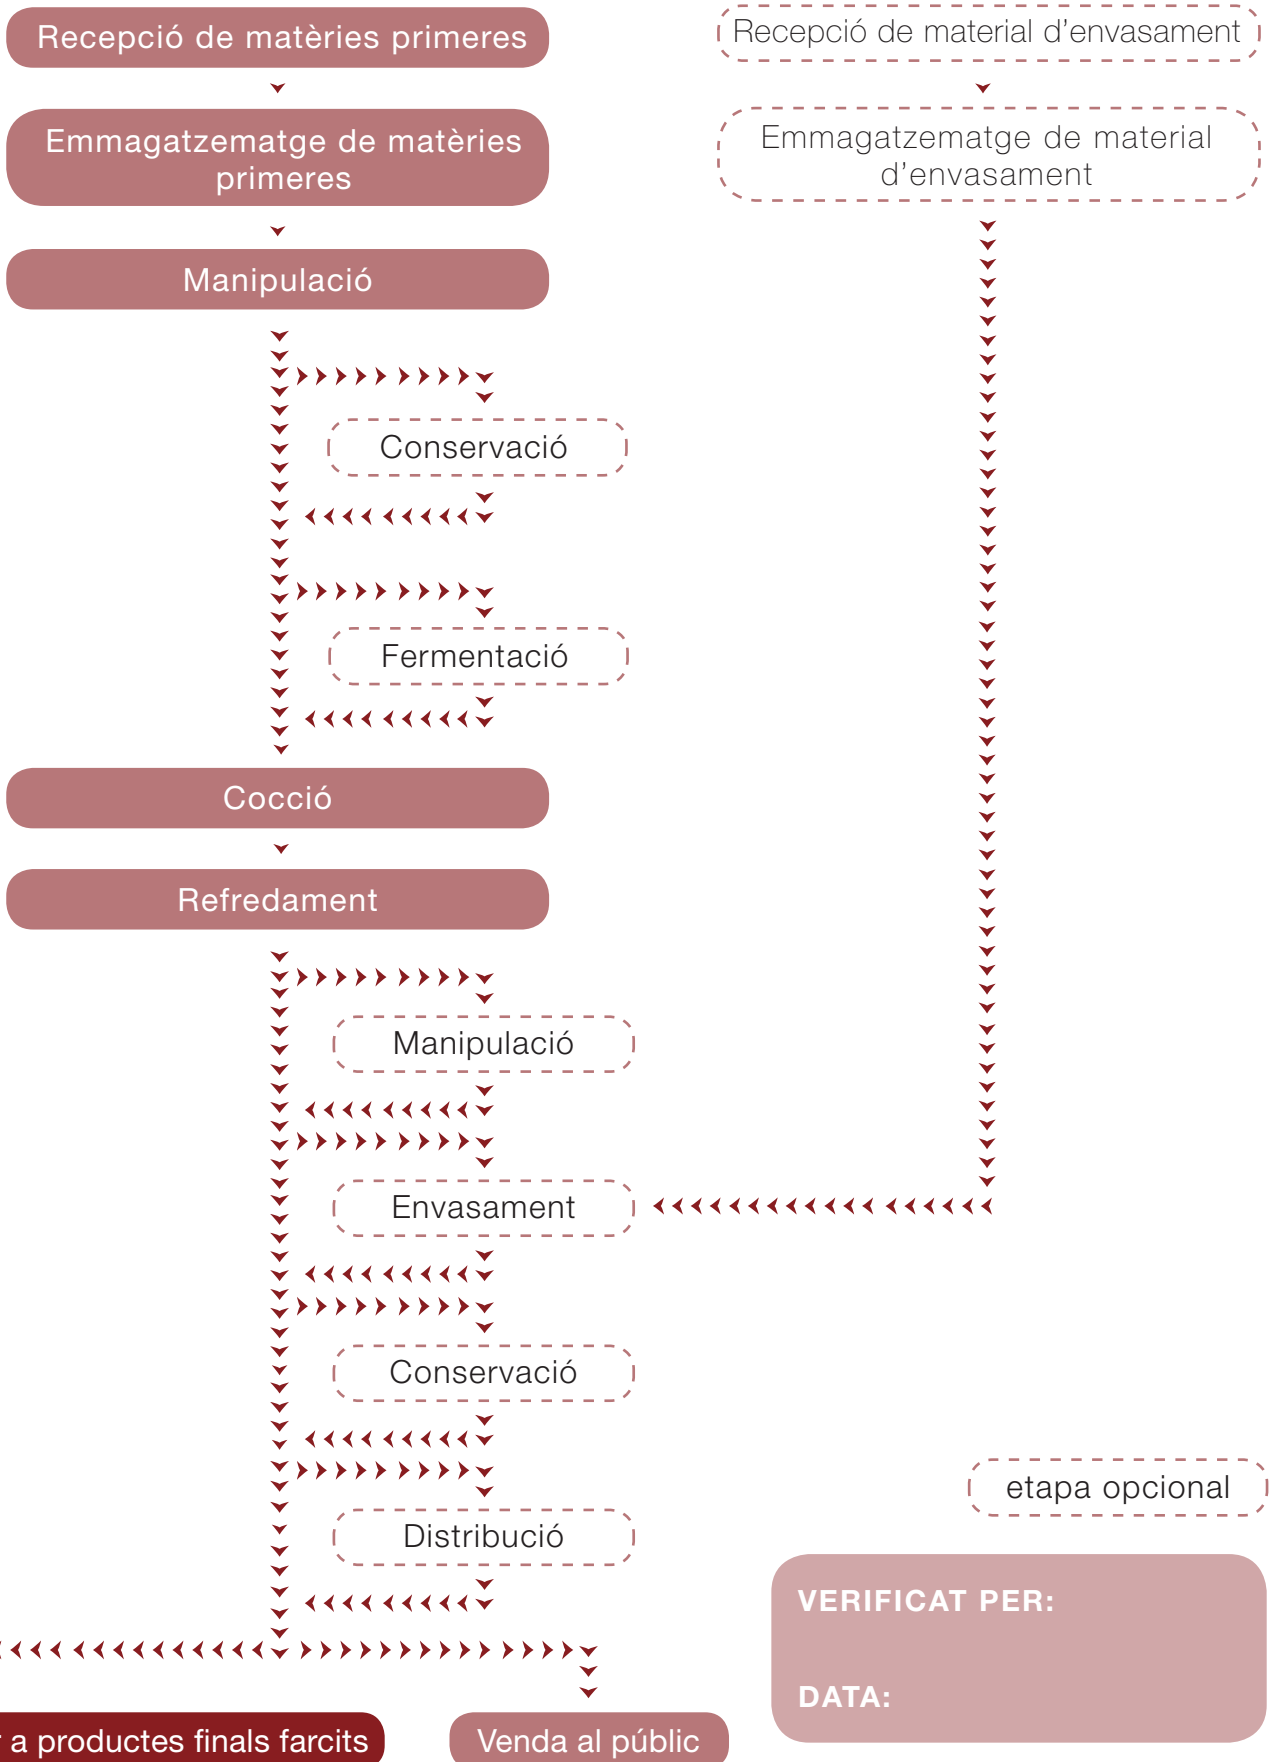 Recepció de matèries primeres
Recepció de material d'envasament
Emmagatzematge de matèries
primeres
Emmagatzematge de material
d'envasament
Manipulació
Conservació
Fermentació
Cocció
Refredament
Manipulació
Envasament
Conservació
etapa opcional
Distribució
VERIFICAT PER:
DATA:
a productes finals farcits
Venda al públic